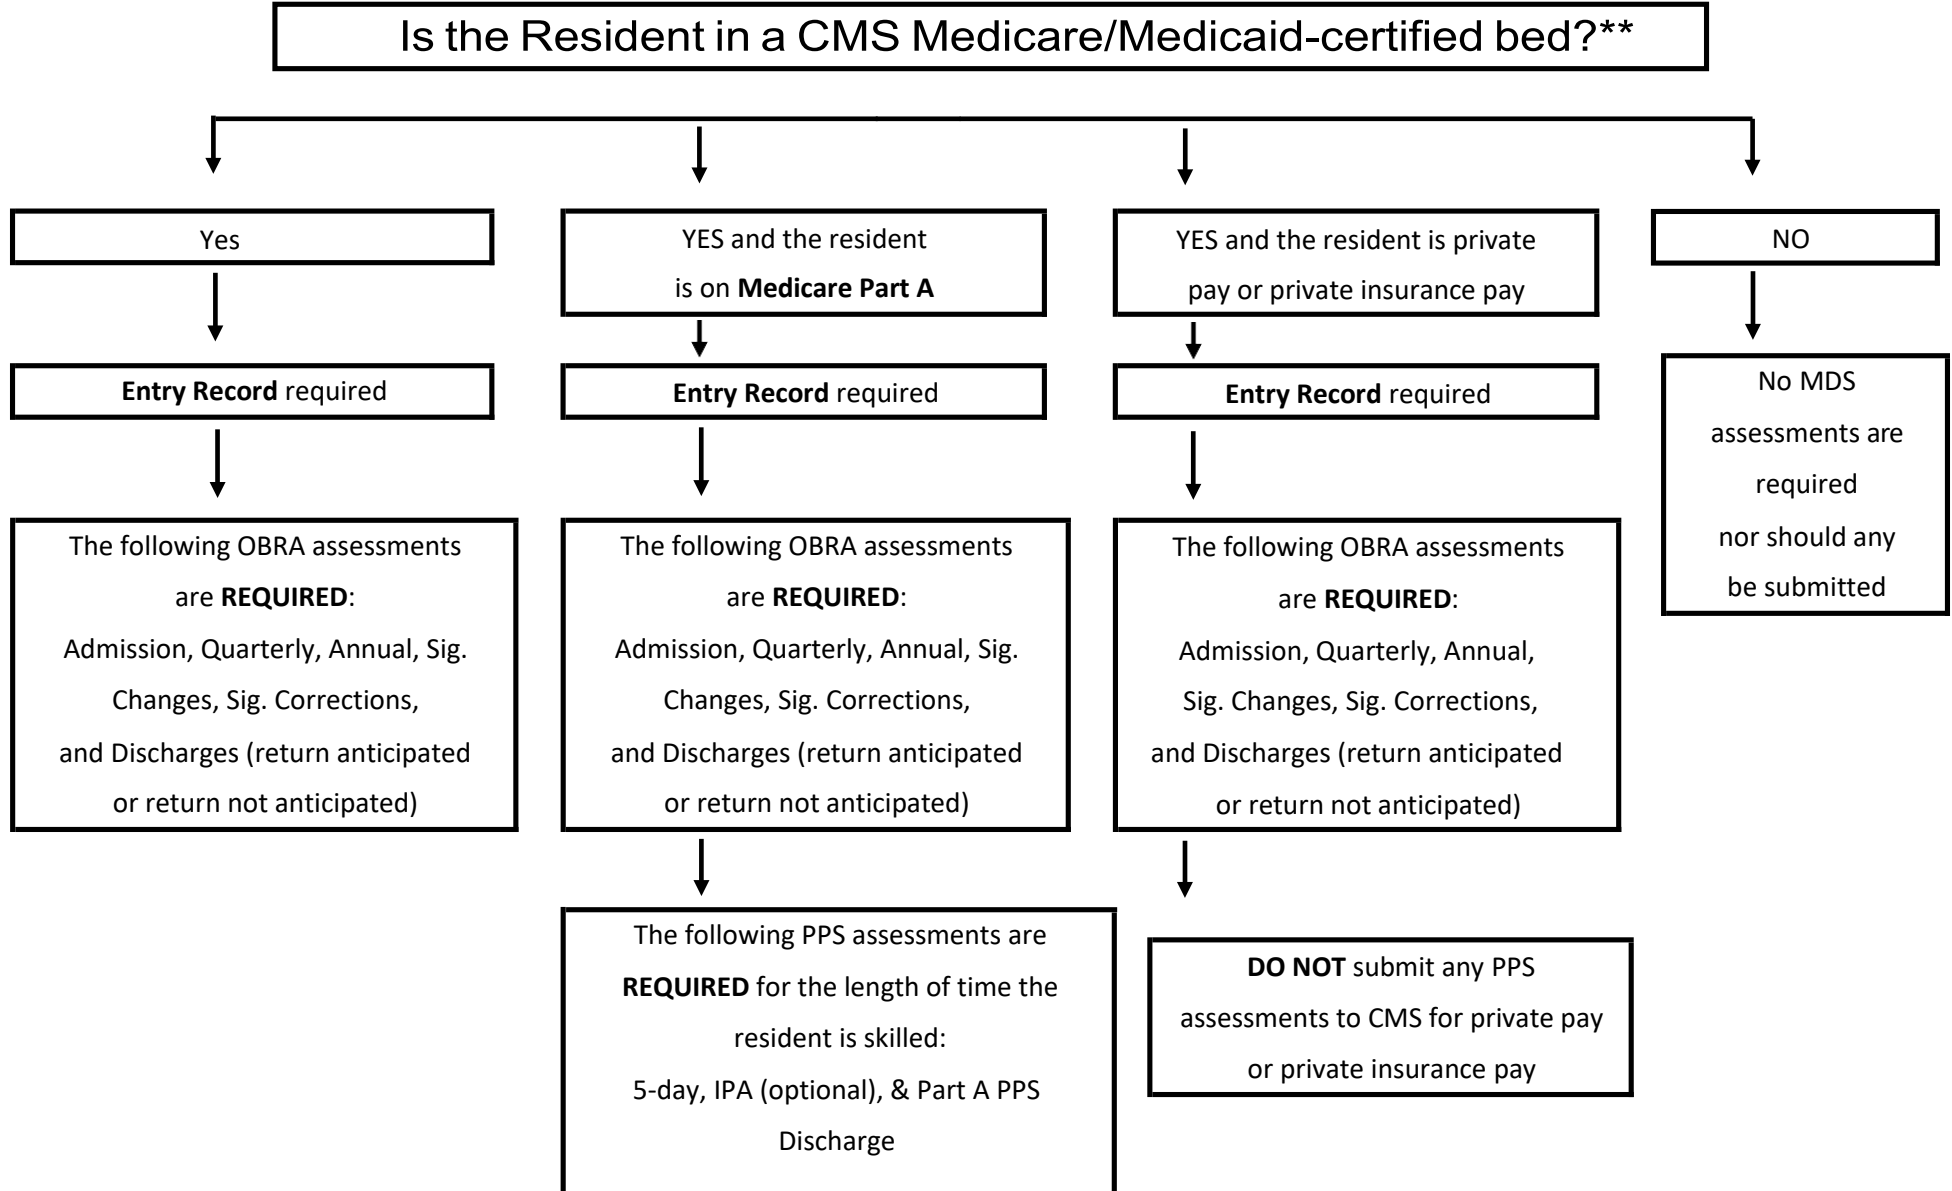 Is the Resident in a CMS Medicare/Medicaid-certified bed?**
Yes
YES and the resident
is on Medicare Part A
YES and the resident is private
pay or private insurance pay
NO
Entry Record required
Entry Record required
Entry Record required
No MDS
assessments are
required
nor should any
be submitted
The following OBRA assessments
are REQUIRED:
Admission, Quarterly, Annual, Sig.
Changes, Sig. Corrections,
and Discharges (return anticipated
or return not anticipated)
The following OBRA assessments
are REQUIRED:
Admission, Quarterly, Annual, Sig.
Changes, Sig. Corrections,
and Discharges (return anticipated
or return not anticipated)
The following OBRA assessments
are REQUIRED:
Admission, Quarterly, Annual,
Sig. Changes, Sig. Corrections,
and Discharges (return anticipated
or return not anticipated)
The following PPS assessments are
REQUIRED for the length of time the
resident is skilled:
5-day, IPA (optional), & Part A PPS
Discharge
DO NOT submit any PPS
assessments to CMS for private pay
or private insurance pay